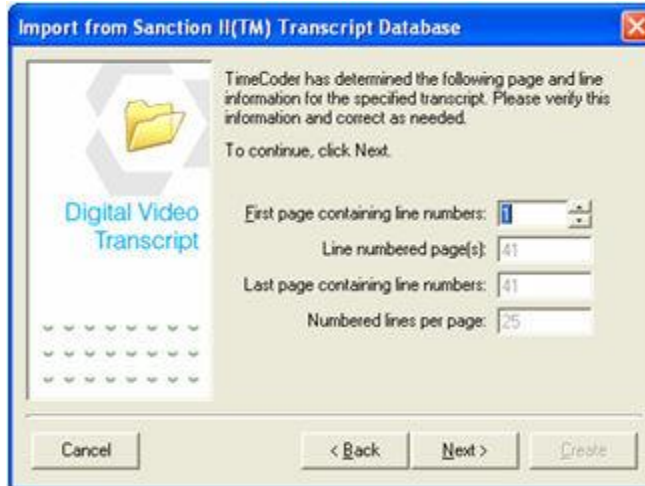 Import from Sanction II(TM) Transcript Database
TimeCoder has determined the following page and line
information for the specified transcript. Please verify this
information and correct as needed.
To continue, click Next.
Digital Video
Transcript
First page containing line numbers: 1
Line numbered page(s): 41
Last page containing line numbers: 41
Numbered lines per page: 25
Cancel
< Back
Next >
Create